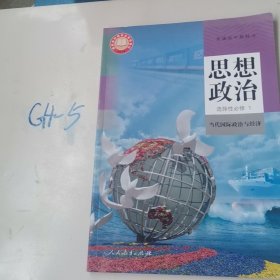 GH-5
普通高中教科书
思想
政治
选择性必修 1
当代国际政治与经济
人民教育出版社